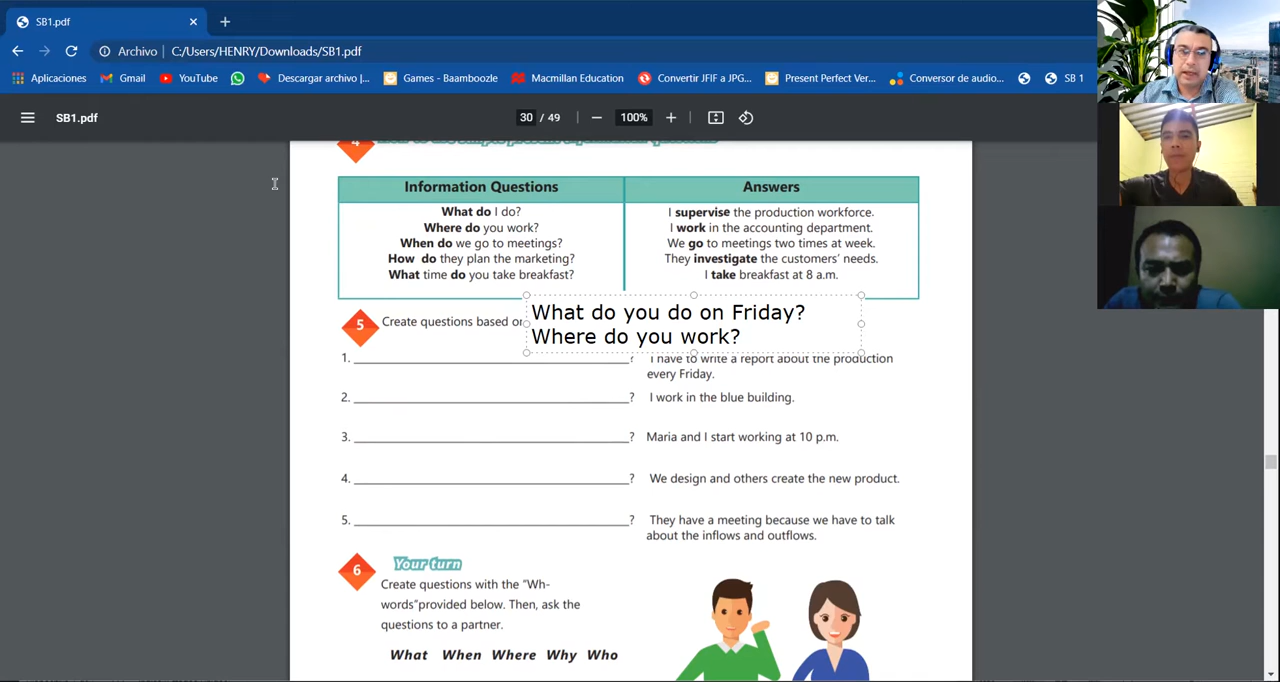 SB1.pdf
Archivo | C:/Users/HENRY/Downloads/SB1.pdf
Aplicaciones Gmail YouTube Descargar archivo |... Games - Baamboozle Macmillan Education Convertir JFIF a JPG... Present Perfect Ver... Conversor de audio... SB 1
SB1.pdf 30 / 49 100%
4
Information Questions Answers
What do I do? I supervise the production workforce.
Where do you work? I work in the accounting department.
When do we go to meetings? We go to meetings two times at week.
How do they plan the marketing? They investigate the customers' needs.
What time do you take breakfast? I take breakfast at 8 a.m.
What do you do on Friday?
Where do you work?
5 Create questions based on
1. ? I have to write a report about the production
every Friday.
2. ? I work in the blue building.
3. ? Maria and I start working at 10 p.m.
4. ? We design and others create the new product.
5. ? They have a meeting because we have to talk
about the inflows and outflows.
6 Your turn
Create questions with the "Wh-
words"provided below. Then, ask the
questions to a partner.
What When Where Why Who